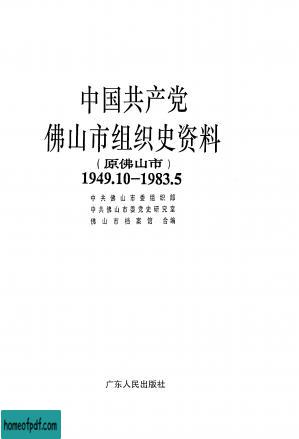 中国共产党
佛山市组织史资料
(原佛山市)
1949.10-1983.5
中共佛山市委组织部
中共佛山市委党史研究室
佛山市档案馆 合编
广东人民出版社
homeofpdf.com